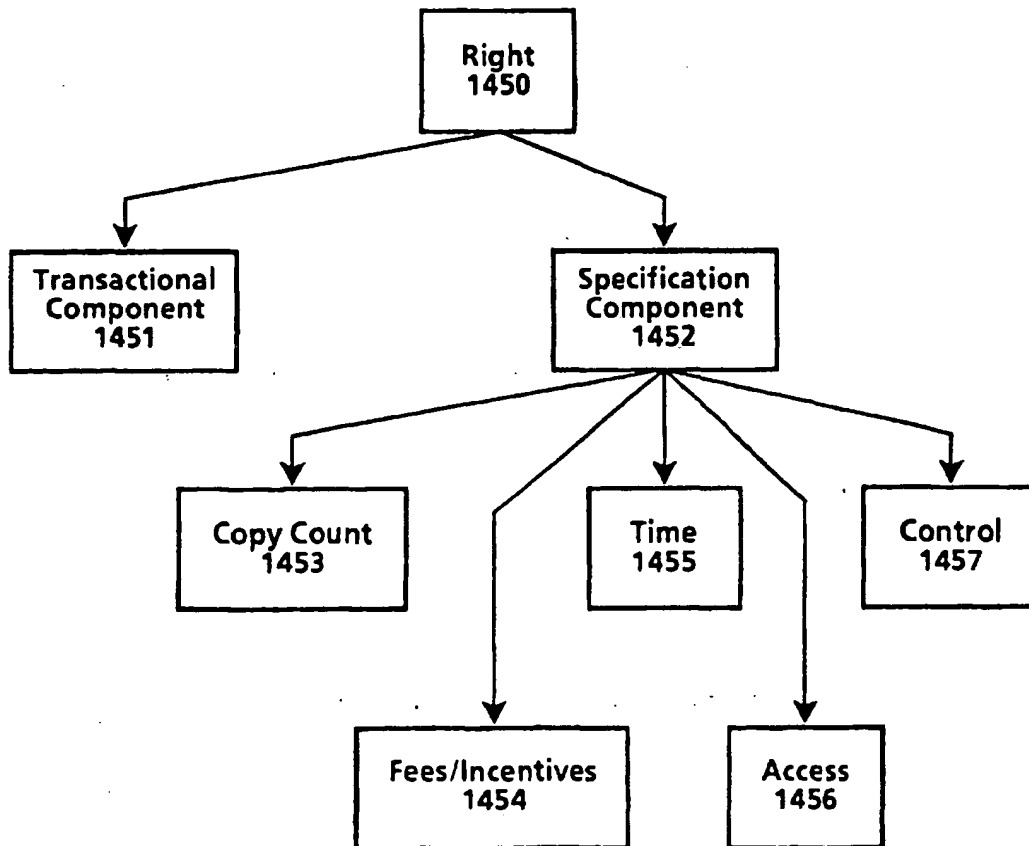 Right
1450
Transactional
Component
1451
Specification
Component
1452
Copy Count
1453
Time
1455
Control
1457
Fees/Incentives
1454
Access
1456